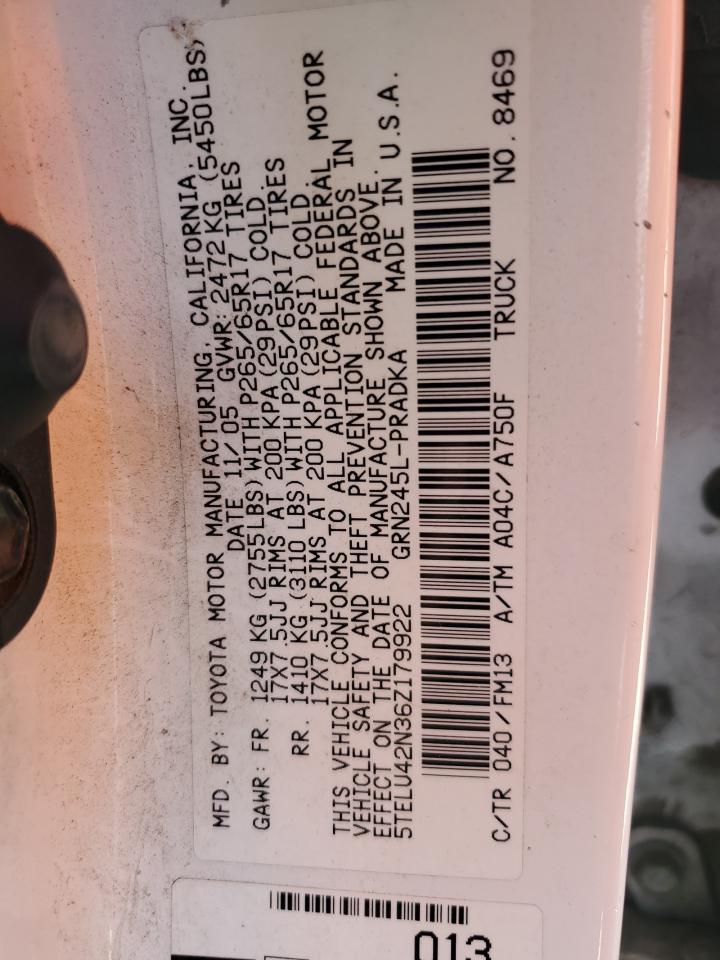 MFD. BY: TOYOTA MOTOR MANUFACTURING, CALIFORNIA, INC.
DATE 11/05 GVWR: 2472 KG (5450LBS)
GAWR: FR. 1249 KG (2755LBS) WITH P265/65R17 TIRES
17X7.5JJ RIMS AT 200 KPA (29 PSI) COLD.
RR. 1410 KG (3110 LBS) WITH P265/65R17 TIRES
17X7.5JJ RIMS AT 200 KPA (29 PSI) COLD.
THIS VEHICLE CONFORMS TO ALL APPLICABLE FEDERAL MOTOR
VEHICLE SAFETY AND THEFT PREVENTION STANDARDS IN
EFFECT ON THE DATE OF MANUFACTURE SHOWN ABOVE.
5TELU42N36Z179922 GRN245L-PRADKA MADE IN U.S.A.
C/TR 040/FM13 A/TM A04C/A750F TRUCK NO. 8469
013